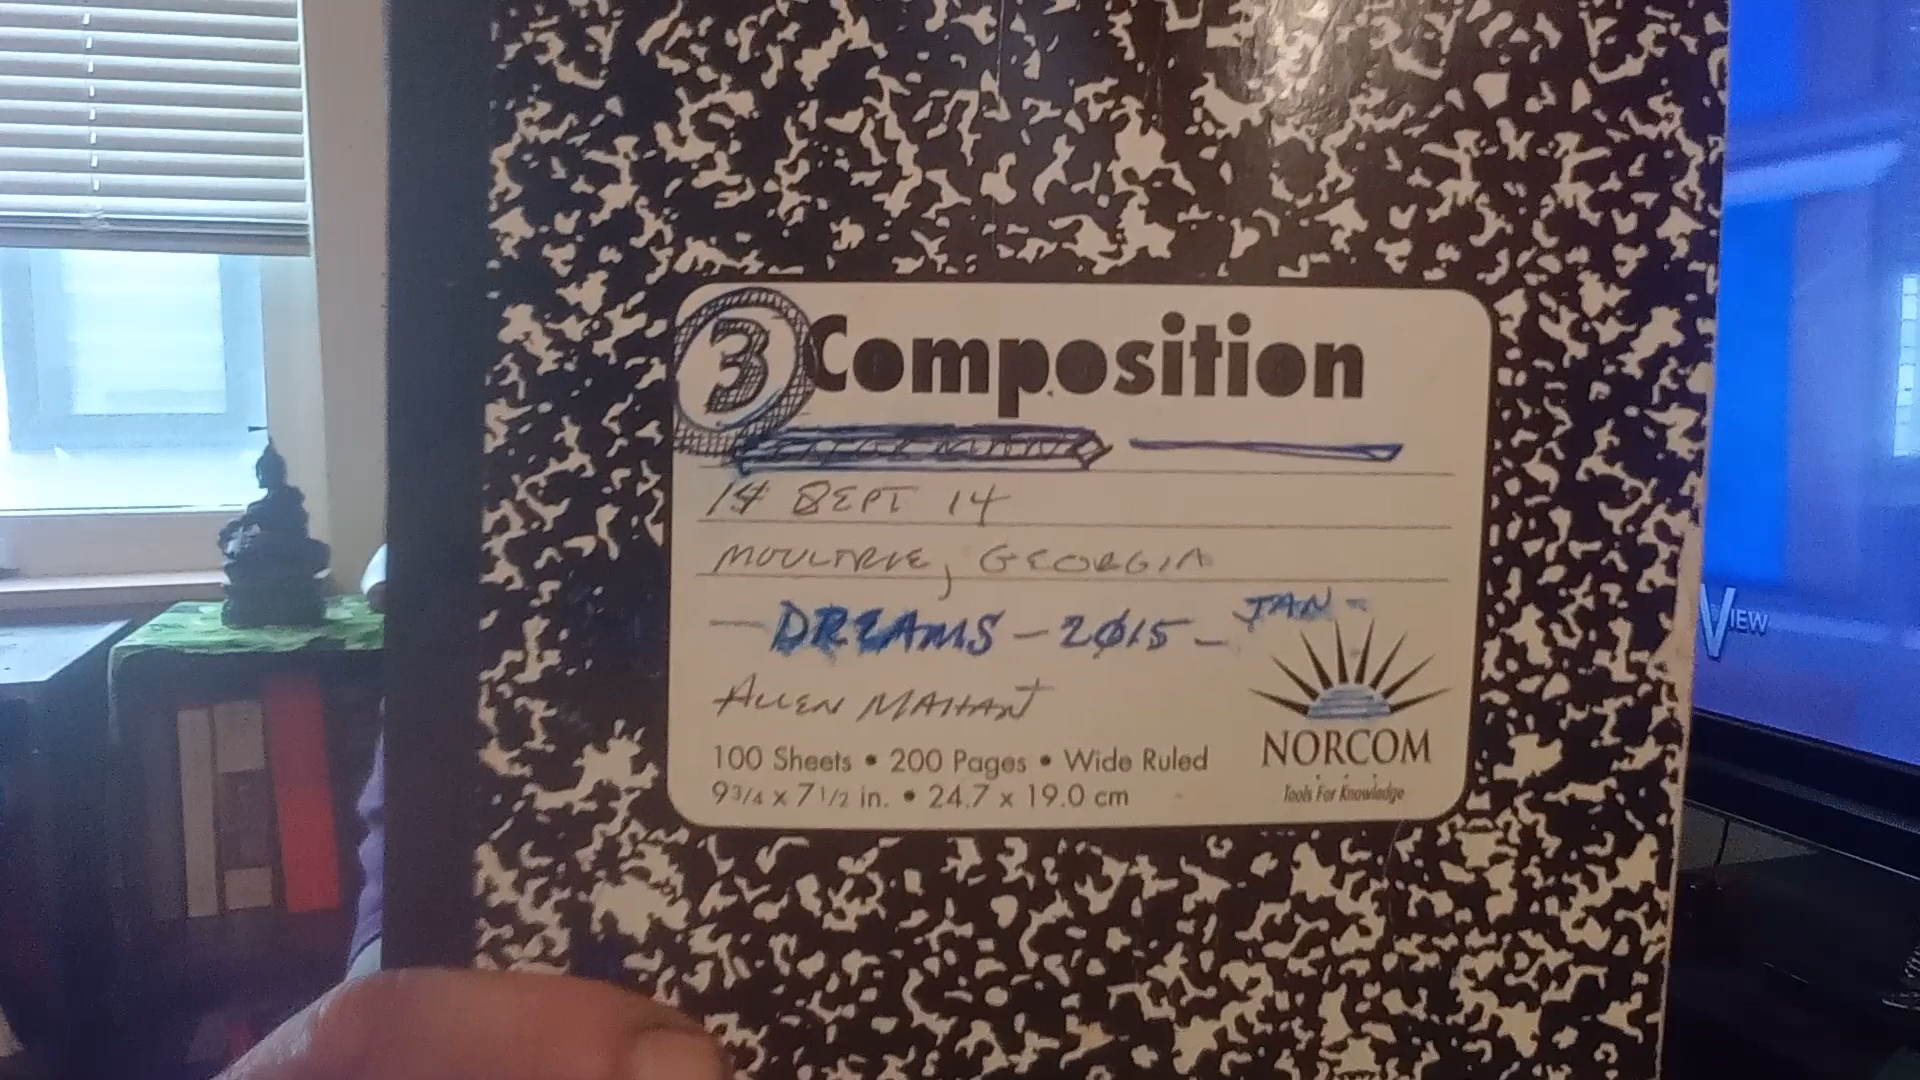 3 Composition
14 SEPT 14
MOULTRIE, GEORGIA
— DREAMS — 2015 — JAN -
ALLEN MAHANT
100 Sheets • 200 Pages • Wide Ruled
9 3/4 x 7 1/2 in. • 24.7 x 19.0 cm
NORCOM
Tools For Knowledge
VIEW